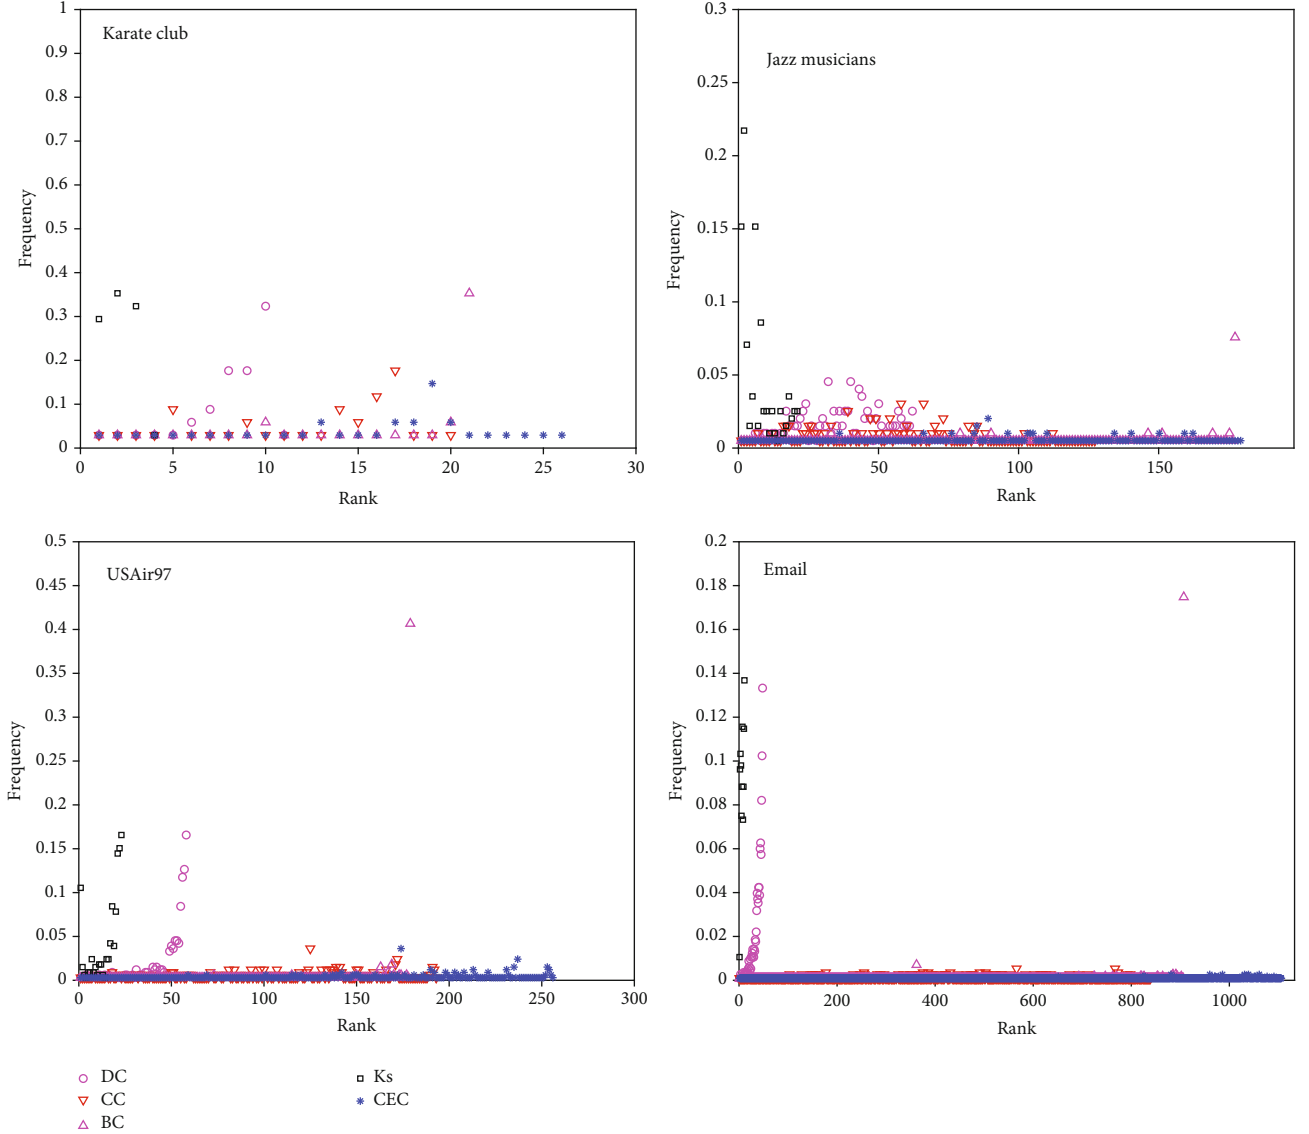 Karate club
1
0.9
0.8
0.7
0.6
0.5
0.4
0.3
0.2
0.1
0
0 5 10 15 20 25 30
Frequency
Rank
Jazz musicians
0.3
0.25
0.2
0.15
0.1
0.05
0
0 50 100 150
Frequency
Rank
USAir97
0.5
0.45
0.4
0.35
0.3
0.25
0.2
0.15
0.1
0.05
0
0 50 100 150 200 250 300
Frequency
Rank
Email
0.2
0.18
0.16
0.14
0.12
0.1
0.08
0.06
0.04
0.02
0
0 200 400 600 800 1000
Frequency
Rank
DC
CC
BC
Ks
CEC